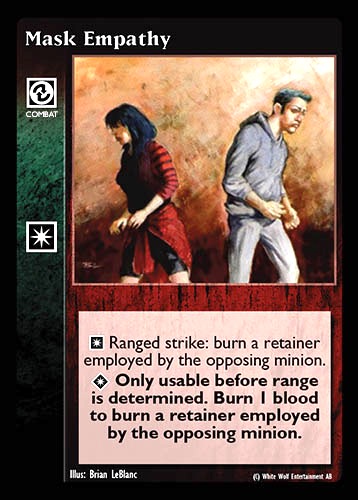 Mask Empathy
COMBAT
Ranged strike: burn a retainer
employed by the opposing minion.
Only usable before range
is determined. Burn 1 blood
to burn a retainer employed
by the opposing minion.
Illus: Brian LeBlanc
(C) White Wolf Entertainment AB